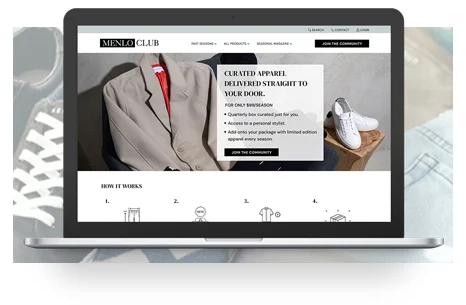 SEARCH CONTACT LOGIN
MENLO CLUB
PAST SEASONS ALL PRODUCTS SEASONAL MAGAZINE JOIN THE COMMUNITY
CURATED APPAREL
DELIVERED STRAIGHT TO
YOUR DOOR.
FOR ONLY $99/SEASON
• Quarterly box curated just for you.
• Access to a personal stylist.
• Add onto your package with limited edition
apparel every season.
JOIN THE COMMUNITY
HOW IT WORKS
1. 2. 3. 4.